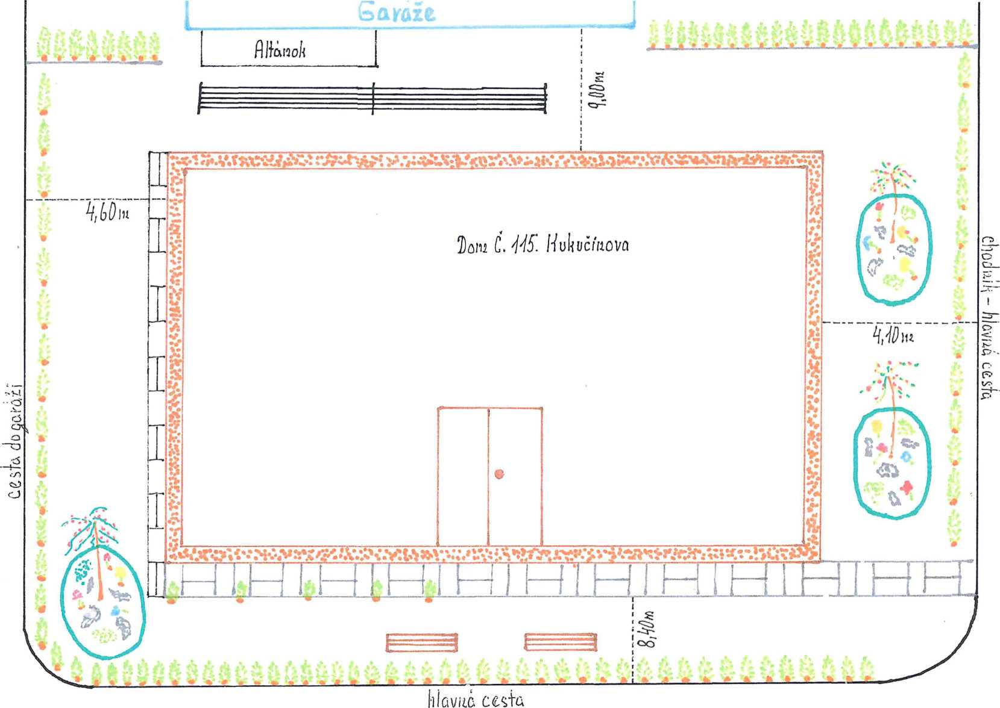 Garáže
Altánok
9,00m
4,60m
Dom Č. 115. Kukučínova
chodník - hlavná cesta
4,10m
cesta do garáží
8,40m
hlavná cesta